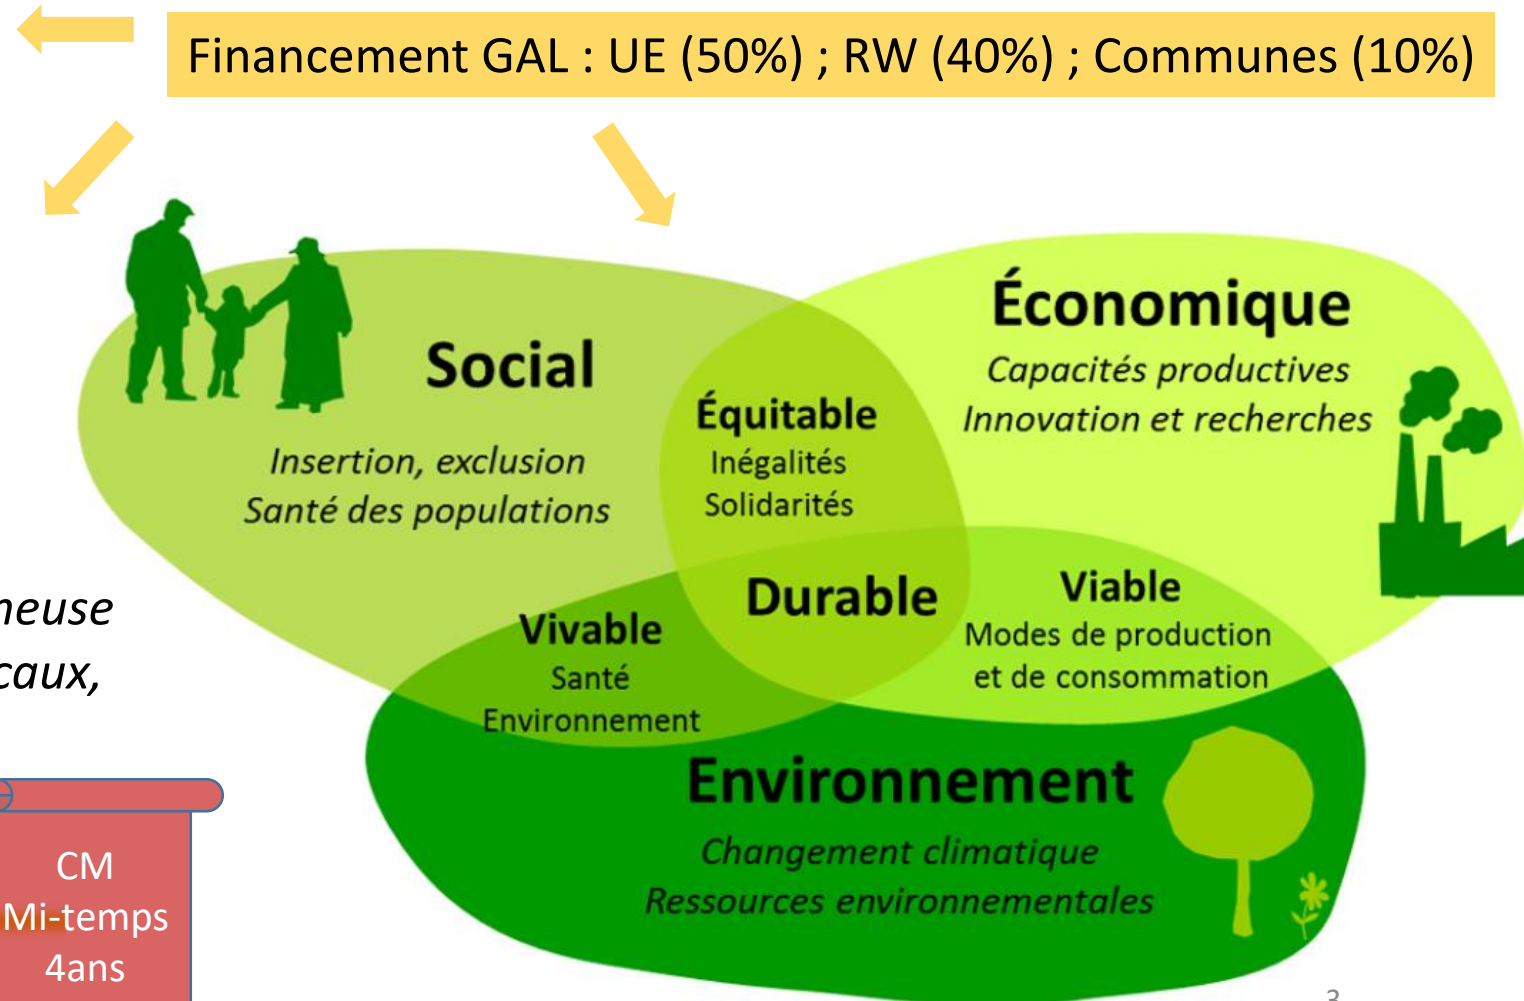 Financement GAL : UE (50%) ; RW (40%) ; Communes (10%)
Économique
Capacités productives
Innovation et recherches
Social
Insertion, exclusion
Santé des populations
Équitable
Inégalités
Solidarités
Durable
Viable
Modes de production
et de consommation
Vivable
Santé
Environnement
neuse
caux,
Environnement
Changement climatique
Ressources environnementales
CM
Mi-temps
4ans
3